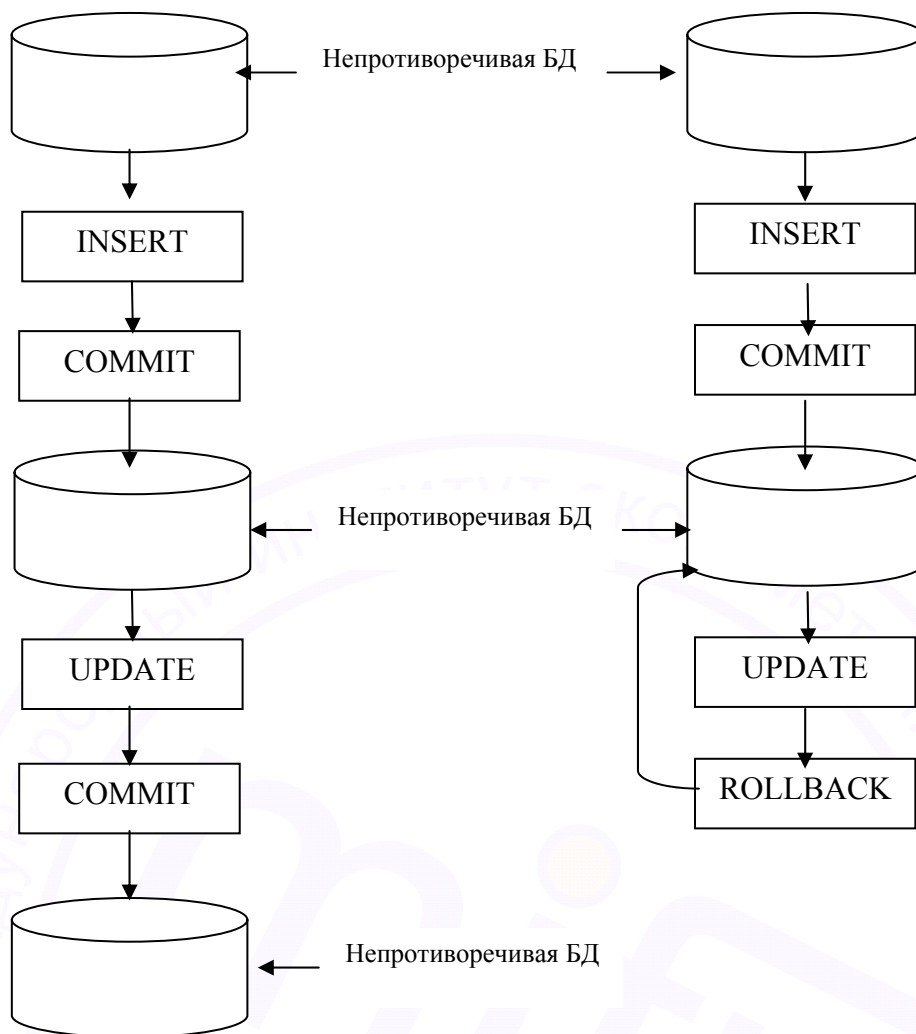 Непротиворечивая БД
INSERT
INSERT
COMMIT
COMMIT
Непротиворечивая БД
UPDATE
UPDATE
COMMIT
ROLLBACK
Непротиворечивая БД